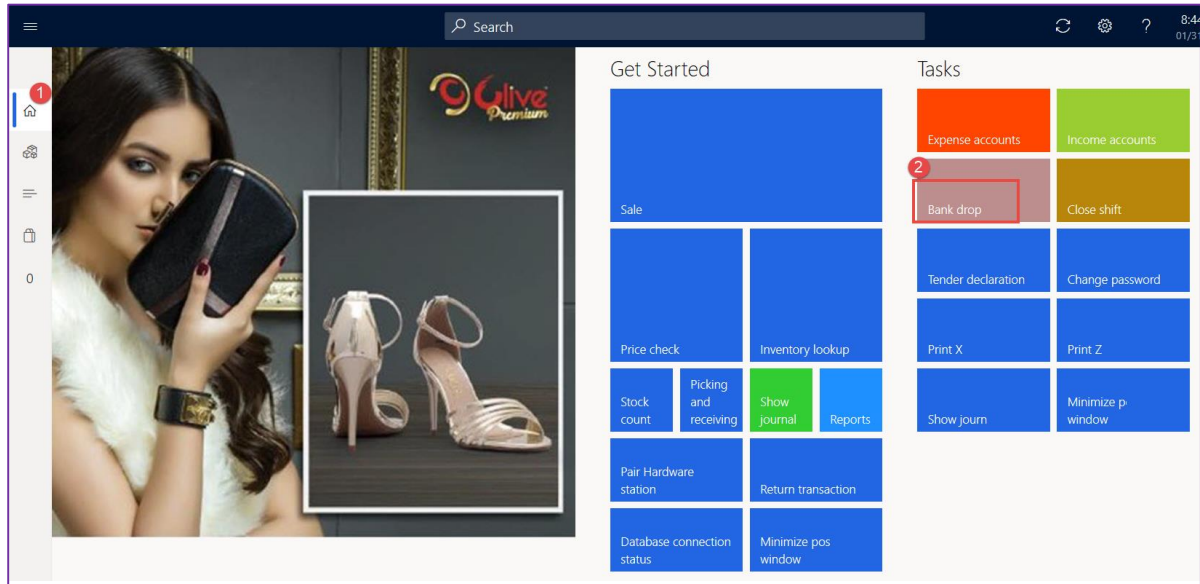 Search
8:44
01/31
1
0
Glive
Premium
Get Started
Sale
Price check
Inventory lookup
Stock
count
Picking
and
receiving
Show
journal
Reports
Pair Hardware
station
Return transaction
Database connection
status
Minimize pos
window
Tasks
Expense accounts
Income accounts
2
Bank drop
Close shift
Tender declaration
Change password
Print X
Print Z
Show journ
Minimize p
window